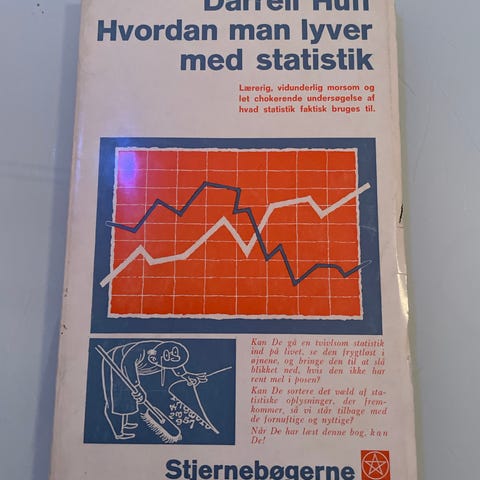 Darrell Huff
Hvordan man lyver
med statistik
Lærerig, vidunderlig morsom og
let chokerende undersøgelse af
hvad statistik faktisk bruges til.
Kan De gå en tvivlsom statistik
ind på livet, se den frygtløst i
øjnene, og bringe den til at slå
blikket ned, hvis den ikke har
rent mel i posen?
Kan De sortere det væld af sta-
tistiske oplysninger, der frem-
kommer, så vi står tilbage med
de fornuftige og nyttige?
Når De har læst denne bog, kan
De!
Stjernebøgerne